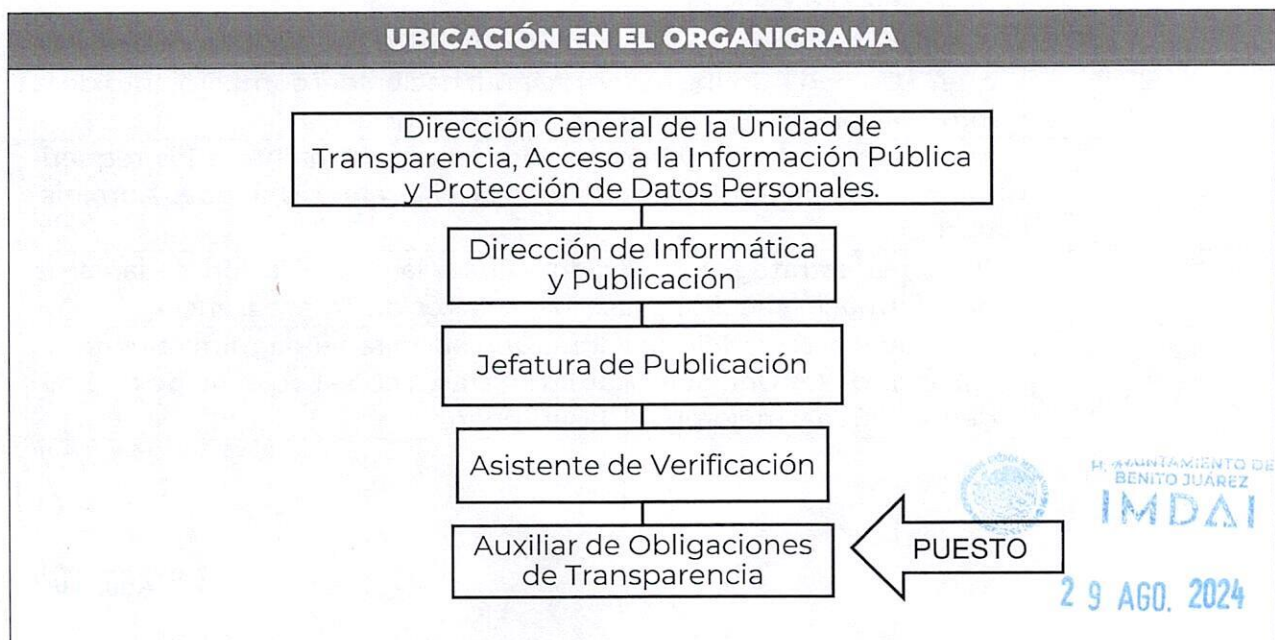 UBICACIÓN EN EL ORGANIGRAMA
Dirección General de la Unidad de
Transparencia, Acceso a la Información Pública
y Protección de Datos Personales.
Dirección de Informática
y Publicación
Jefatura de Publicación
Asistente de Verificación
H. AYUNTAMIENTO DE
BENITO JUÁREZ
IMDAI
Auxiliar de Obligaciones
de Transparencia
PUESTO
29 AGO. 2024